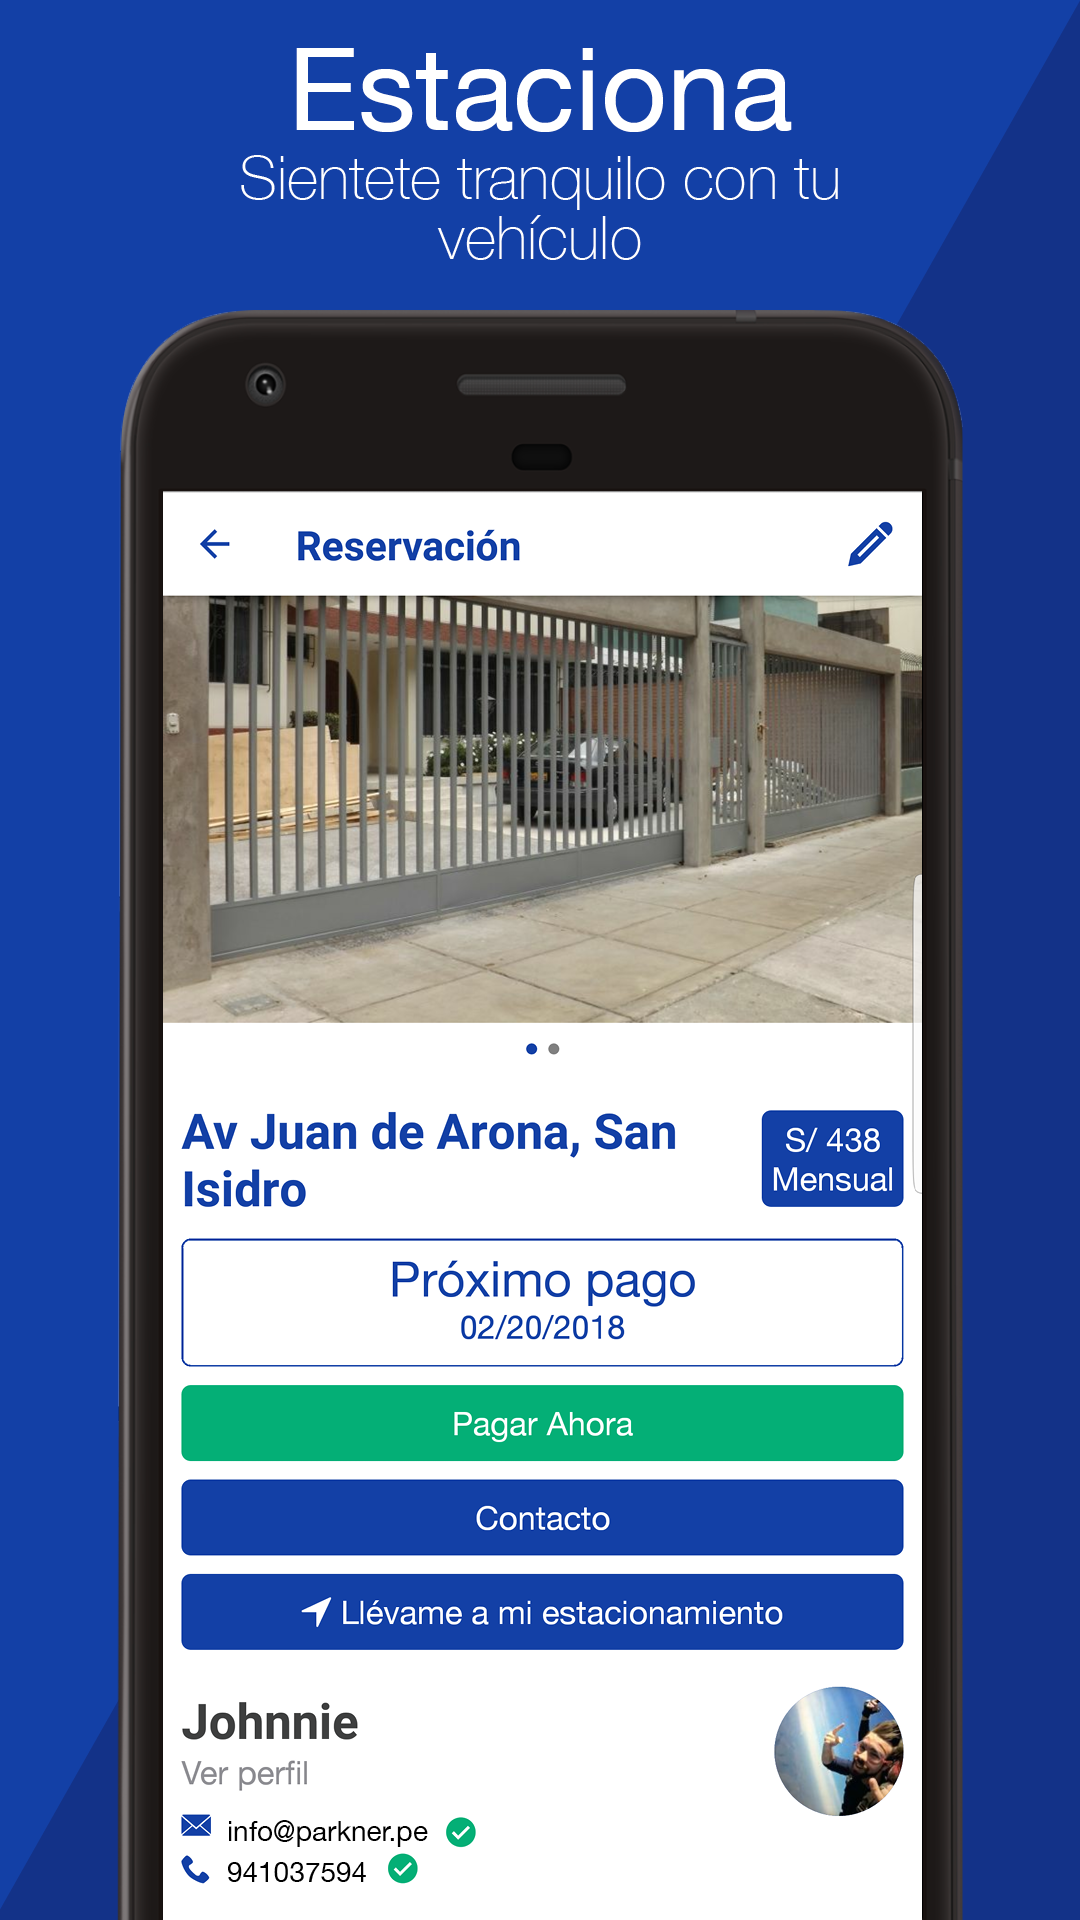 Estaciona
Sientete tranquilo con tu
vehículo
Reservación
Av Juan de Arona, San
Isidro
S/ 438
Mensual
Próximo pago
02/20/2018
Pagar Ahora
Contacto
Llévame a mi estacionamiento
Johnnie
Ver perfil
info@parkner.pe
941037594